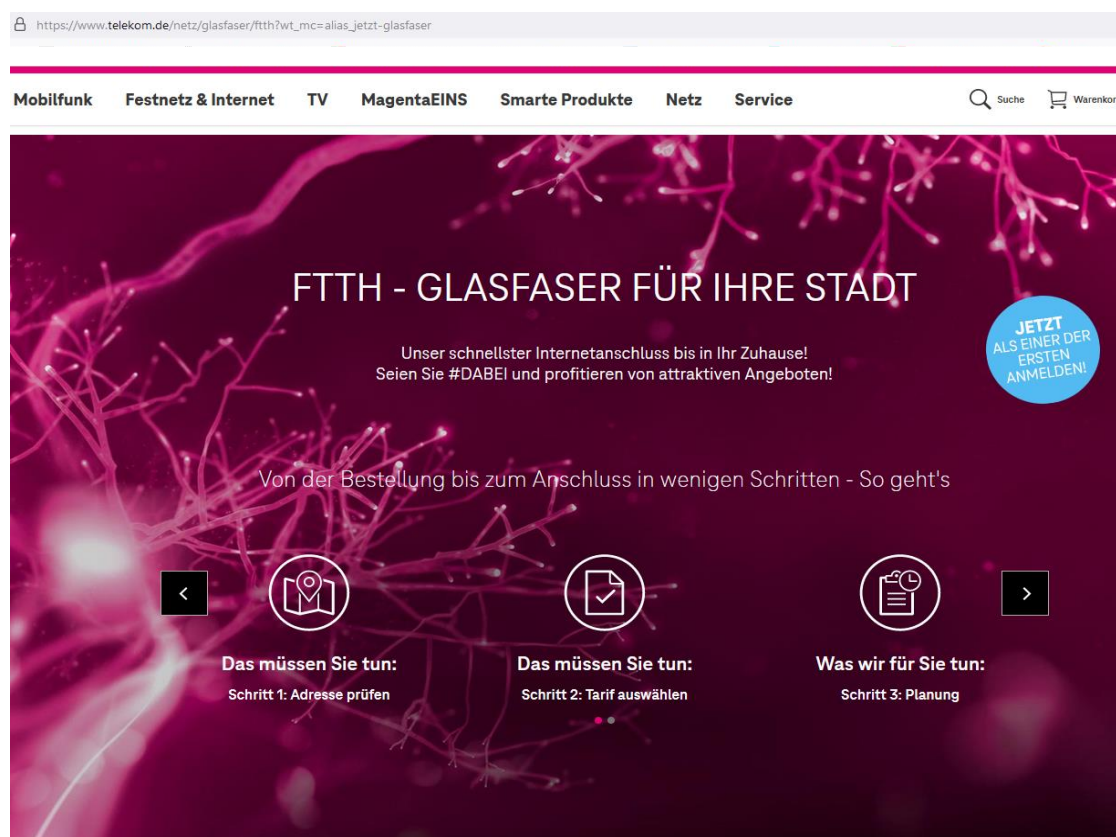 https://www.telekom.de/netz/glasfaser/ftth?wt_mc=alias_jetzt-glasfaser
Mobilfunk Festnetz & Internet TV MagentaEINS Smarte Produkte Netz Service Suche Warenkor
FTTH - GLASFASER FÜR IHRE STADT
Unser schnellster Internetanschluss bis in Ihr Zuhause!
Seien Sie #DABEI und profitieren von attraktiven Angeboten!
JETZT
ALS EINER DER
ERSTEN
ANMELDEN!
Von der Bestellung bis zum Anschluss in wenigen Schritten - So geht's
Das müssen Sie tun:
Schritt 1: Adresse prüfen
Das müssen Sie tun:
Schritt 2: Tarif auswählen
Was wir für Sie tun:
Schritt 3: Planung